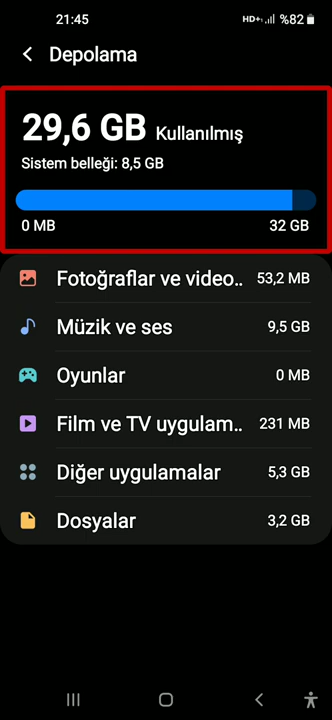 21:45
HD+ %82
Depolama
29,6 GB Kullanılmış
Sistem belleği: 8,5 GB
0 MB 32 GB
Fotoğraflar ve video.. 53,2 MB
Müzik ve ses 9,5 GB
Oyunlar 0 MB
Film ve TV uygulam.. 231 MB
Diğer uygulamalar 5,3 GB
Dosyalar 3,2 GB